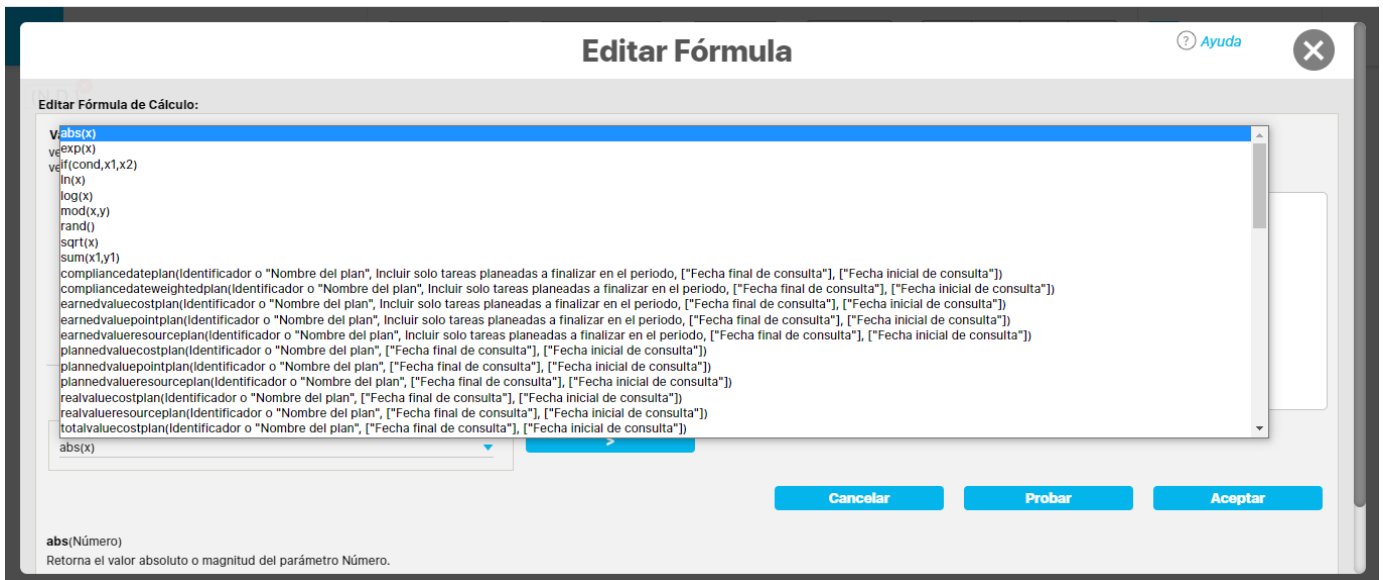 Editar Fórmula
? Ayuda
Editar Fórmula de Cálculo:
abs(x)
exp(x)
if(cond,x1,x2)
ln(x)
log(x)
mod(x,y)
rand()
sqrt(x)
sum(x1,y1)
compliancedateplan(Identificador o "Nombre del plan", Incluir solo tareas planeadas a finalizar en el periodo, ["Fecha final de consulta"], ["Fecha inicial de consulta"])
compliancedateweightedplan(Identificador o "Nombre del plan", Incluir solo tareas planeadas a finalizar en el periodo, ["Fecha final de consulta"], ["Fecha inicial de consulta"])
earnedvaluecostplan(Identificador o "Nombre del plan", Incluir solo tareas planeadas a finalizar en el periodo, ["Fecha final de consulta"], ["Fecha inicial de consulta"])
earnedvaluepointplan(Identificador o "Nombre del plan", Incluir solo tareas planeadas a finalizar en el periodo, ["Fecha final de consulta"], ["Fecha inicial de consulta"])
earnedvalueresourceplan(Identificador o "Nombre del plan", Incluir solo tareas planeadas a finalizar en el periodo, ["Fecha final de consulta"], ["Fecha inicial de consulta"])
plannedvaluecostplan(Identificador o "Nombre del plan", ["Fecha final de consulta"], ["Fecha inicial de consulta"])
plannedvaluepointplan(Identificador o "Nombre del plan", ["Fecha final de consulta"], ["Fecha inicial de consulta"])
plannedvalueresourceplan(Identificador o "Nombre del plan", ["Fecha final de consulta"], ["Fecha inicial de consulta"])
realvaluecostplan(Identificador o "Nombre del plan", ["Fecha final de consulta"], ["Fecha inicial de consulta"])
realvalueresourceplan(Identificador o "Nombre del plan", ["Fecha final de consulta"], ["Fecha inicial de consulta"])
totalvaluecostplan(Identificador o "Nombre del plan", ["Fecha final de consulta"], ["Fecha inicial de consulta"])
abs(x)
>
Cancelar Probar Aceptar
abs(Número)
Retorna el valor absoluto o magnitud del parámetro Número.